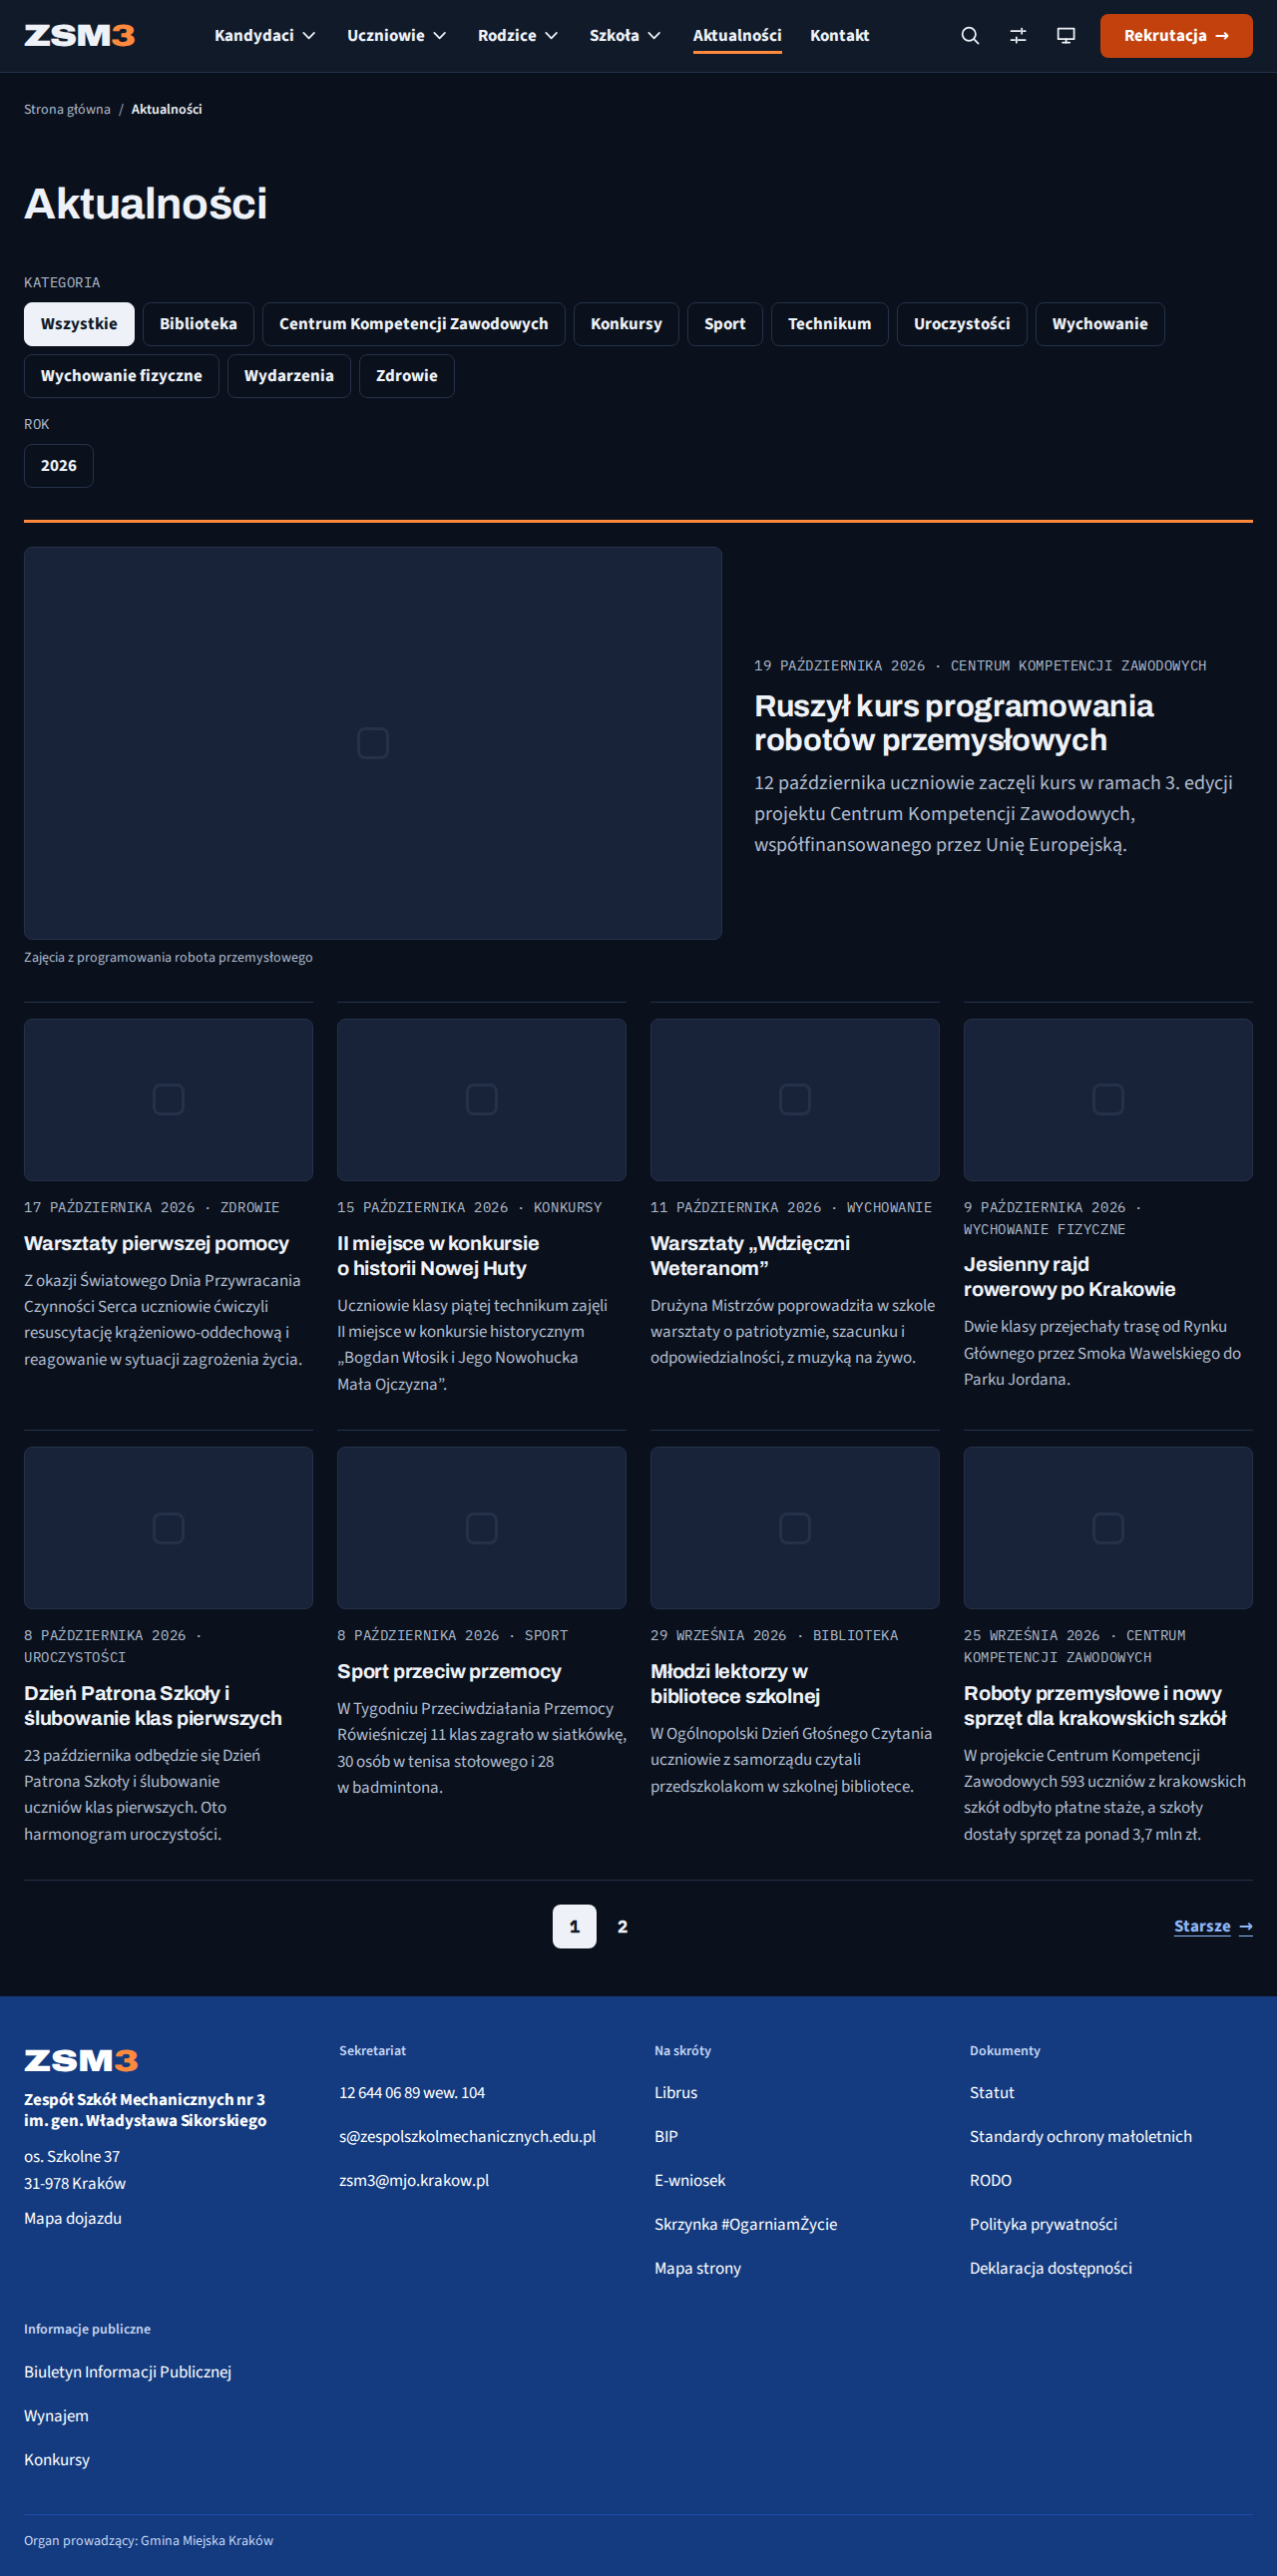 ZSM3
Kandydaci
Uczniowie
Rodzice
Szkoła
Aktualności
Kontakt
Rekrutacja →
Strona główna / Aktualności
Aktualności
KATEGORIA
Wszystkie
Biblioteka
Centrum Kompetencji Zawodowych
Konkursy
Sport
Technikum
Uroczystości
Wychowanie
Wychowanie fizyczne
Wydarzenia
Zdrowie
ROK
2026
19 PAŹDZIERNIKA 2026 · CENTRUM KOMPETENCJI ZAWODOWYCH
Ruszył kurs programowania
robotów przemysłowych
12 października uczniowie zaczęli kurs w ramach 3. edycji
projektu Centrum Kompetencji Zawodowych,
współfinansowanego przez Unię Europejską.
Zajęcia z programowania robota przemysłowego
17 PAŹDZIERNIKA 2026 · ZDROWIE
Warsztaty pierwszej pomocy
Z okazji Światowego Dnia Przywracania
Czynności Serca uczniowie ćwiczyli
resuscytację krążeniowo-oddechową i
reagowanie w sytuacji zagrożenia życia.
15 PAŹDZIERNIKA 2026 · KONKURSY
II miejsce w konkursie
o historii Nowej Huty
Uczniowie klasy piątej technikum zajęli
II miejsce w konkursie historycznym
„Bogdan Włosik i Jego Nowohucka
Mała Ojczyzna”.
11 PAŹDZIERNIKA 2026 · WYCHOWANIE
Warsztaty „Wdzięczni
Weteranom”
Drużyna Mistrzów poprowadziła w szkole
warsztaty o patriotyzmie, szacunku i
odpowiedzialności, z muzyką na żywo.
9 PAŹDZIERNIKA 2026 ·
WYCHOWANIE FIZYCZNE
Jesienny rajd
rowerowy po Krakowie
Dwie klasy przejechały trasę od Rynku
Głównego przez Smoka Wawelskiego do
Parku Jordana.
8 PAŹDZIERNIKA 2026 ·
UROCZYSTOŚCI
Dzień Patrona Szkoły i
ślubowanie klas pierwszych
23 października odbędzie się Dzień
Patrona Szkoły i ślubowanie
uczniów klas pierwszych. Oto
harmonogram uroczystości.
8 PAŹDZIERNIKA 2026 · SPORT
Sport przeciw przemocy
W Tygodniu Przeciwdziałania Przemocy
Rówieśniczej 11 klas zagrało w siatkówkę,
30 osób w tenisa stołowego i 28
w badmintona.
29 WRZEŚNIA 2026 · BIBLIOTEKA
Młodzi lektorzy w
bibliotece szkolnej
W Ogólnopolski Dzień Głośnego Czytania
uczniowie z samorządu czytali
przedszkolakom w szkolnej bibliotece.
25 WRZEŚNIA 2026 · CENTRUM
KOMPETENCJI ZAWODOWYCH
Roboty przemysłowe i nowy
sprzęt dla krakowskich szkół
W projekcie Centrum Kompetencji
Zawodowych 593 uczniów z krakowskich
szkół odbyło płatne staże, a szkoły
dostały sprzęt za ponad 3,7 mln zł.
1
2
Starsze →
ZSM3
Zespół Szkół Mechanicznych nr 3
im. gen. Władysława Sikorskiego
os. Szkolne 37
31-978 Kraków
Mapa dojazdu
Sekretariat
12 644 06 89 wew. 104
s@zespolszkolmechanicznych.edu.pl
zsm3@mjo.krakow.pl
Na skróty
Librus
BIP
E-wniosek
Skrzynka #OgarniamŻycie
Mapa strony
Dokumenty
Statut
Standardy ochrony małoletnich
RODO
Polityka prywatności
Deklaracja dostępności
Informacje publiczne
Biuletyn Informacji Publicznej
Wynajem
Konkursy
Organ prowadzący: Gmina Miejska Kraków